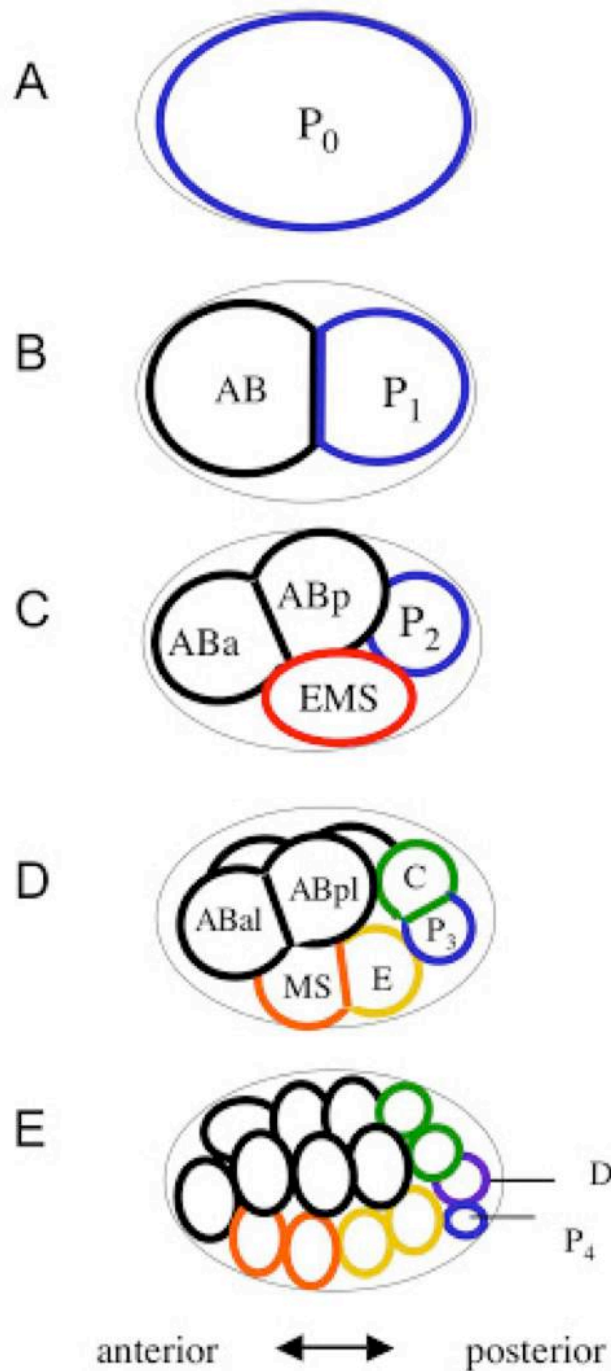 A
P₀
B
AB
P₁
C
ABa
ABp
P₂
EMS
D
ABal
ABpl
C
P₃
MS
E
E
D
P₄
anterior
posterior